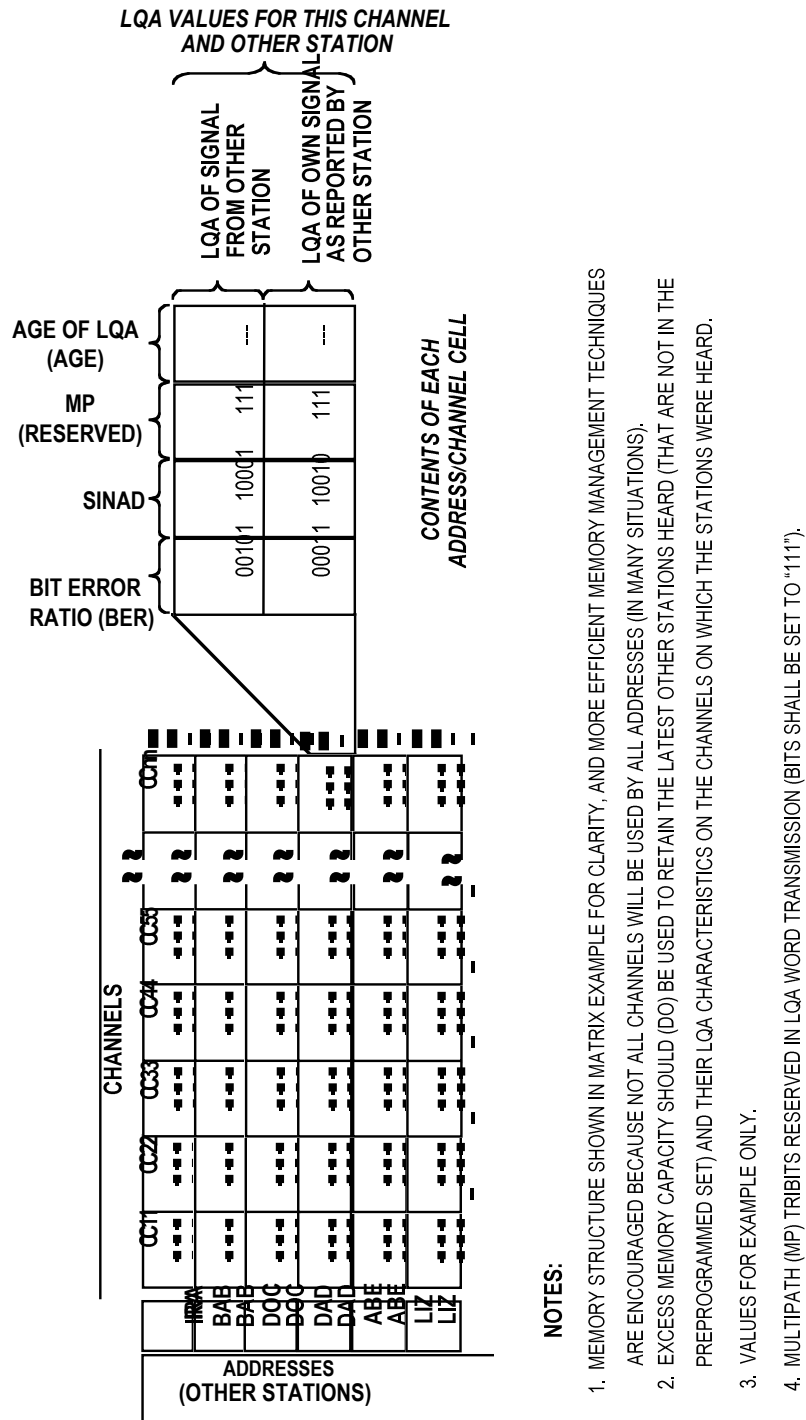 LQA VALUES FOR THIS CHANNEL
AND OTHER STATION
LQA OF SIGNAL
FROM OTHER
STATION
LQA OF OWN SIGNAL
AS REPORTED BY
OTHER STATION
AGE OF LQA
(AGE)
MP
(RESERVED)
SINAD
BIT ERROR
RATIO (BER)
00101 10001 111 ---
00011 10010 111 ---
CONTENTS OF EACH
ADDRESS/CHANNEL CELL
CHANNELS
ADDRESSES
(OTHER STATIONS)
BAB
BAB
DOC
DOC
DAD
DAD
ABE
ABE
LIZ
LIZ
NOTES:
1. MEMORY STRUCTURE SHOWN IN MATRIX EXAMPLE FOR CLARITY, AND MORE EFFICIENT MEMORY MANAGEMENT TECHNIQUES
ARE ENCOURAGED BECAUSE NOT ALL CHANNELS WILL BE USED BY ALL ADDRESSES (IN MANY SITUATIONS).
2. EXCESS MEMORY CAPACITY SHOULD (DO) BE USED TO RETAIN THE LATEST OTHER STATIONS HEARD (THAT ARE NOT IN THE
PREPROGRAMMED SET) AND THEIR LQA CHARACTERISTICS ON THE CHANNELS ON WHICH THE STATIONS WERE HEARD.
3. VALUES FOR EXAMPLE ONLY.
4. MULTIPATH (MP) TRIBITS RESERVED IN LQA WORD TRANSMISSION (BITS SHALL BE SET TO “111”).